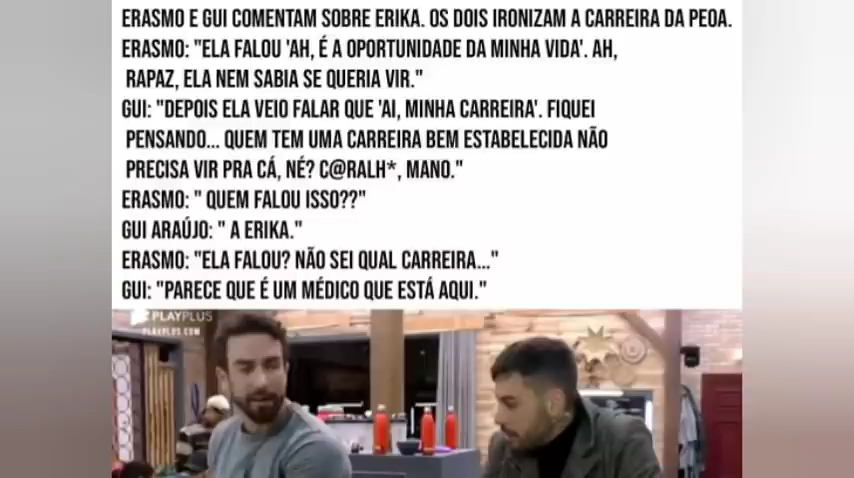 ERASMO E GUI COMENTAM SOBRE ERIKA. OS DOIS IRONIZAM A CARREIRA DA PEOA.
ERASMO: "ELA FALOU 'AH, É A OPORTUNIDADE DA MINHA VIDA'. AH,
RAPAZ, ELA NEM SABIA SE QUERIA VIR."
GUI: "DEPOIS ELA VEIO FALAR QUE 'AI, MINHA CARREIRA'. FIQUEI
PENSANDO... QUEM TEM UMA CARREIRA BEM ESTABELECIDA NÃO
PRECISA VIR PRA CÁ, NÉ? C@RALH*, MANO."
ERASMO: " QUEM FALOU ISSO??"
GUI ARAÚJO: " A ERIKA."
ERASMO: "ELA FALOU? NÃO SEI QUAL CARREIRA..."
GUI: "PARECE QUE É UM MÉDICO QUE ESTÁ AQUI."
PLAYPLUS
PLAYPLUS.COM